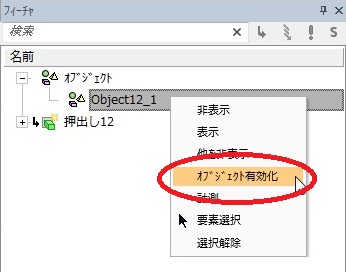 フィーチャ
検索
S
名前
オブジェクト
Object12_1
押出し12
非表示
表示
他を非表示
オブジェクト有効化
計測
要素選択
選択解除